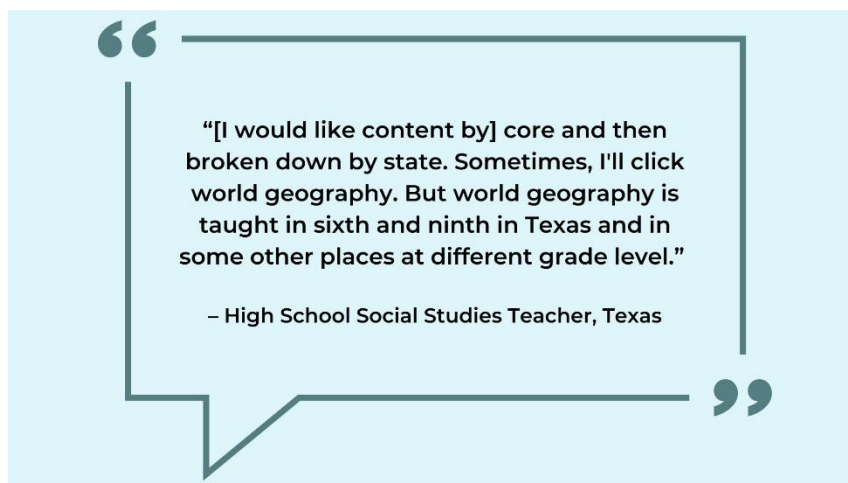 “[I would like content by] core and then
broken down by state. Sometimes, I'll click
world geography. But world geography is
taught in sixth and ninth in Texas and in
some other places at different grade level.”
– High School Social Studies Teacher, Texas